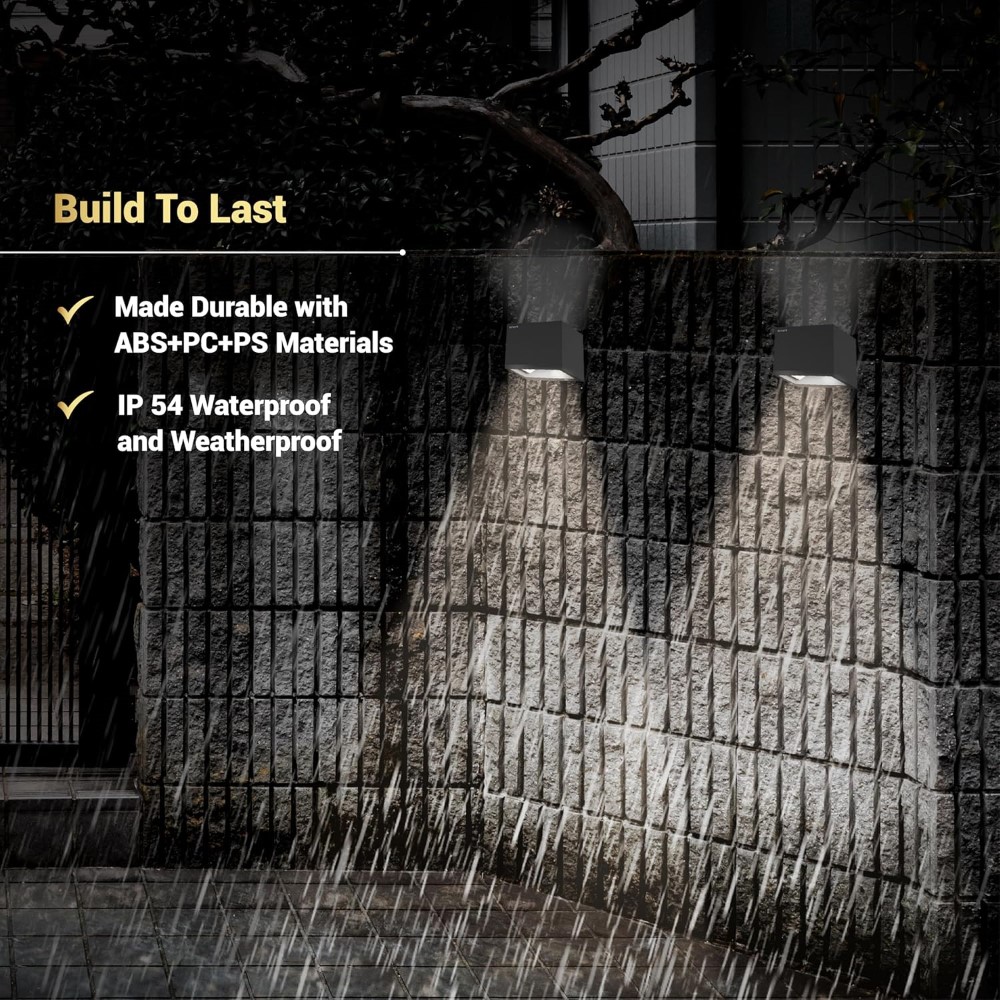 Build To Last
Made Durable with
ABS+PC+PS Materials
IP 54 Waterproof
and Weatherproof